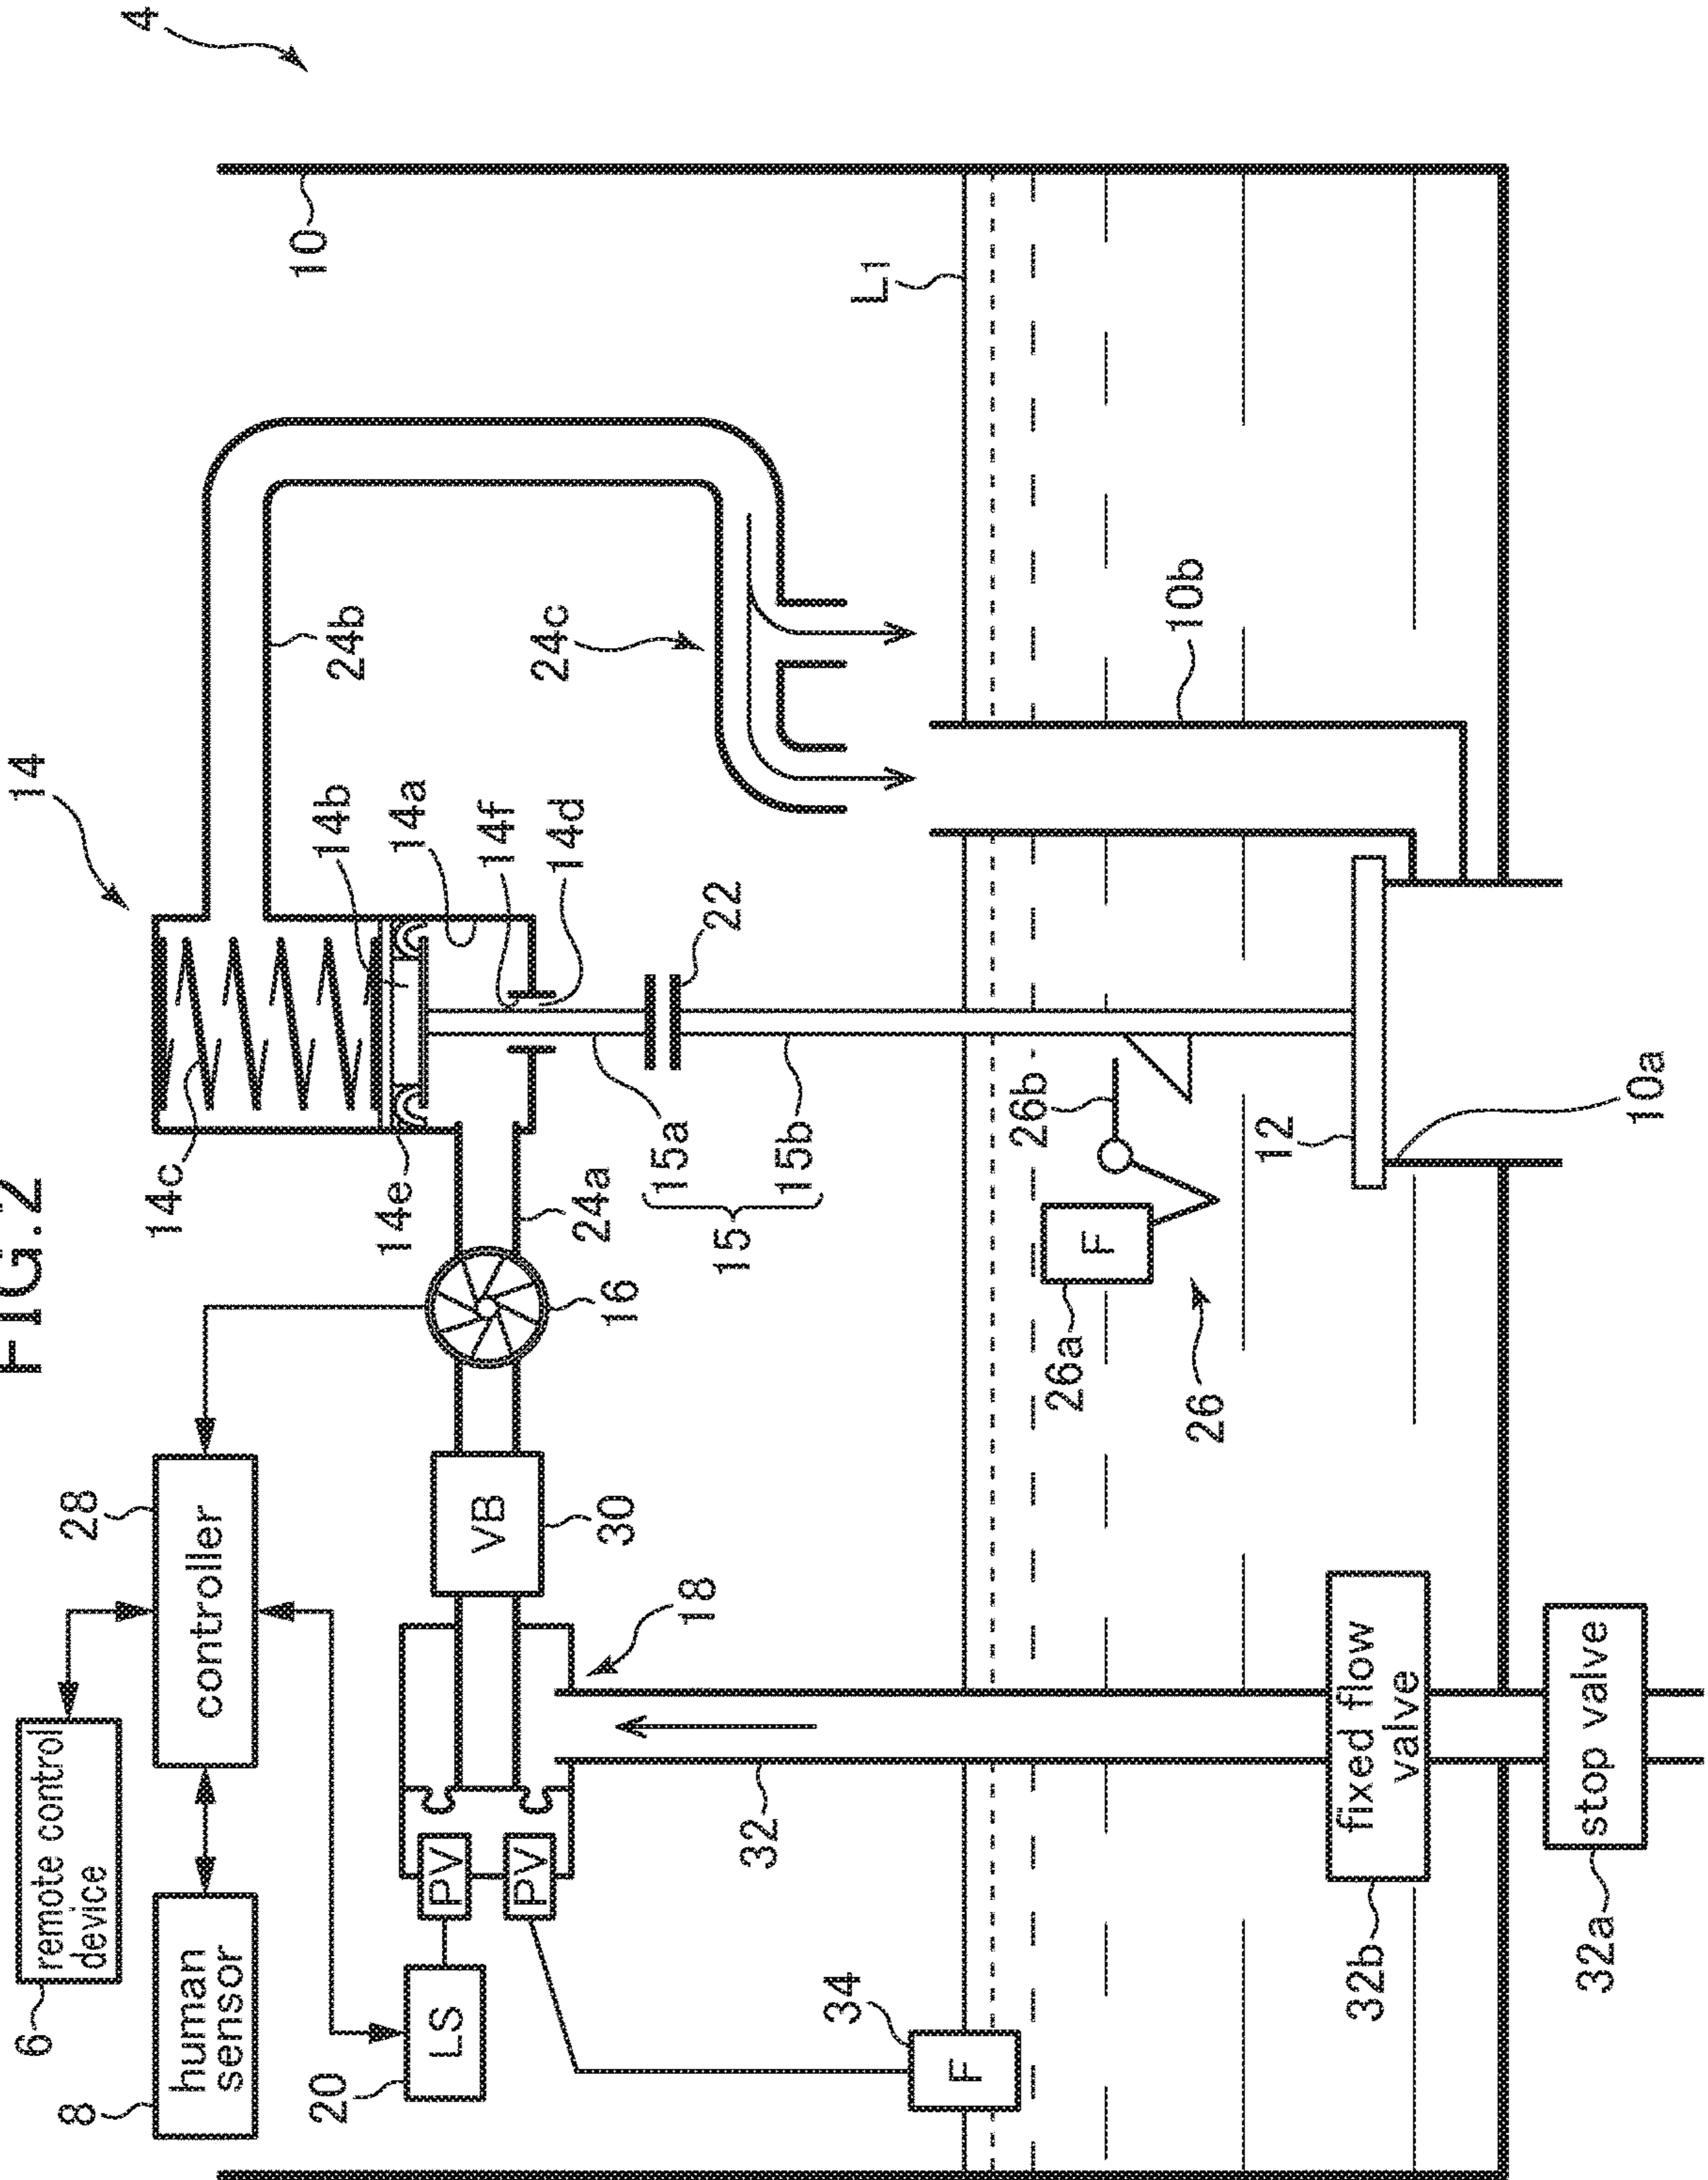 FIG.2
4
14
10
6
remote control
device
28
controller
8
human
sensor
14c
14b
14a
14f
14d
14e
24b
24c
24a
16
VB
30
18
PV
PV
LS
20
22
15a
15b
15
L1
10b
26b
F
26a
26
12
10a
32
34
F
fixed flow
valve
32b
stop valve
32a